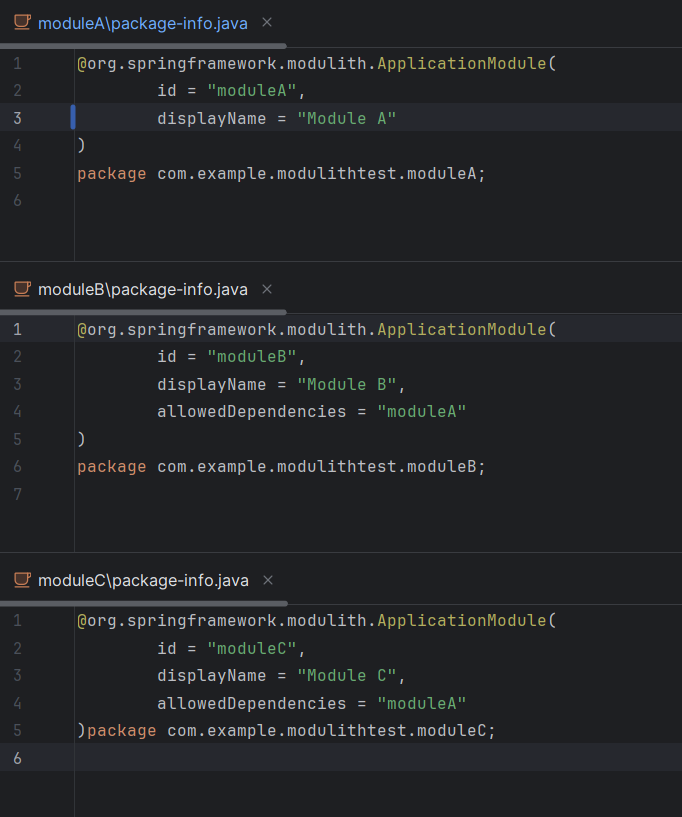 moduleA\package-info.java
1 @org.springframework.modulith.ApplicationModule(
2 id = "moduleA",
3 displayName = "Module A"
4 )
5 package com.example.modulithtest.moduleA;
6
moduleB\package-info.java
1 @org.springframework.modulith.ApplicationModule(
2 id = "moduleB",
3 displayName = "Module B",
4 allowedDependencies = "moduleA"
5 )
6 package com.example.modulithtest.moduleB;
7
moduleC\package-info.java
1 @org.springframework.modulith.ApplicationModule(
2 id = "moduleC",
3 displayName = "Module C",
4 allowedDependencies = "moduleA"
5 )package com.example.modulithtest.moduleC;
6